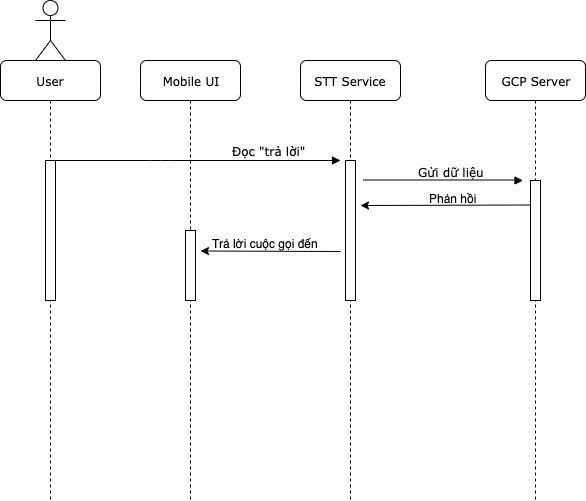 User
Mobile UI
STT Service
GCP Server
Đọc "trả lời"
Gửi dữ liệu
Phản hồi
Trả lời cuộc gọi đến